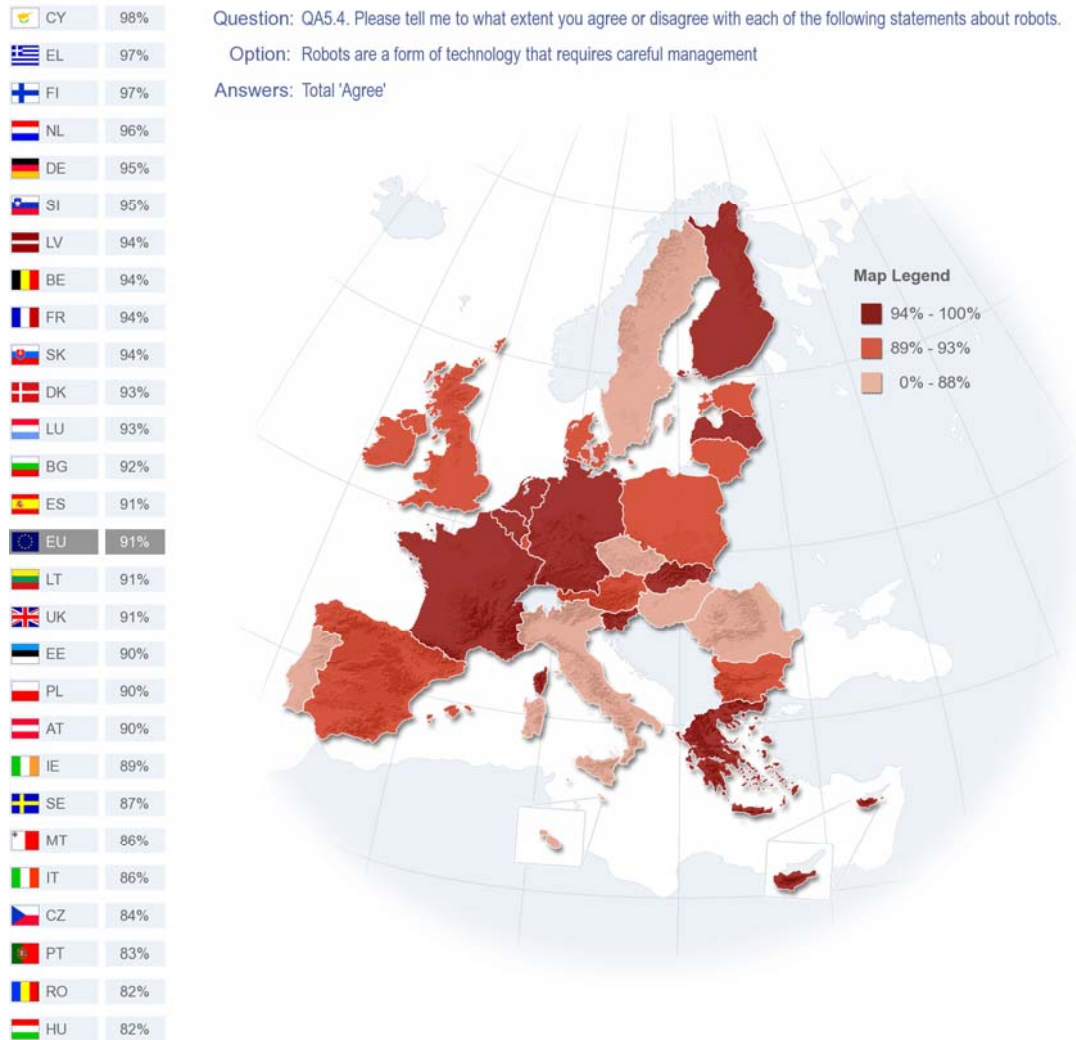 CY 98%
EL 97%
FI 97%
NL 96%
DE 95%
SI 95%
LV 94%
BE 94%
FR 94%
SK 94%
DK 93%
LU 93%
BG 92%
ES 91%
EU 91%
LT 91%
UK 91%
EE 90%
PL 90%
AT 90%
IE 89%
SE 87%
MT 86%
IT 86%
CZ 84%
PT 83%
RO 82%
HU 82%
Question: QA5.4. Please tell me to what extent you agree or disagree with each of the following statements about robots.
Option: Robots are a form of technology that requires careful management
Answers: Total 'Agree'
Map Legend
94% - 100%
89% - 93%
0% - 88%